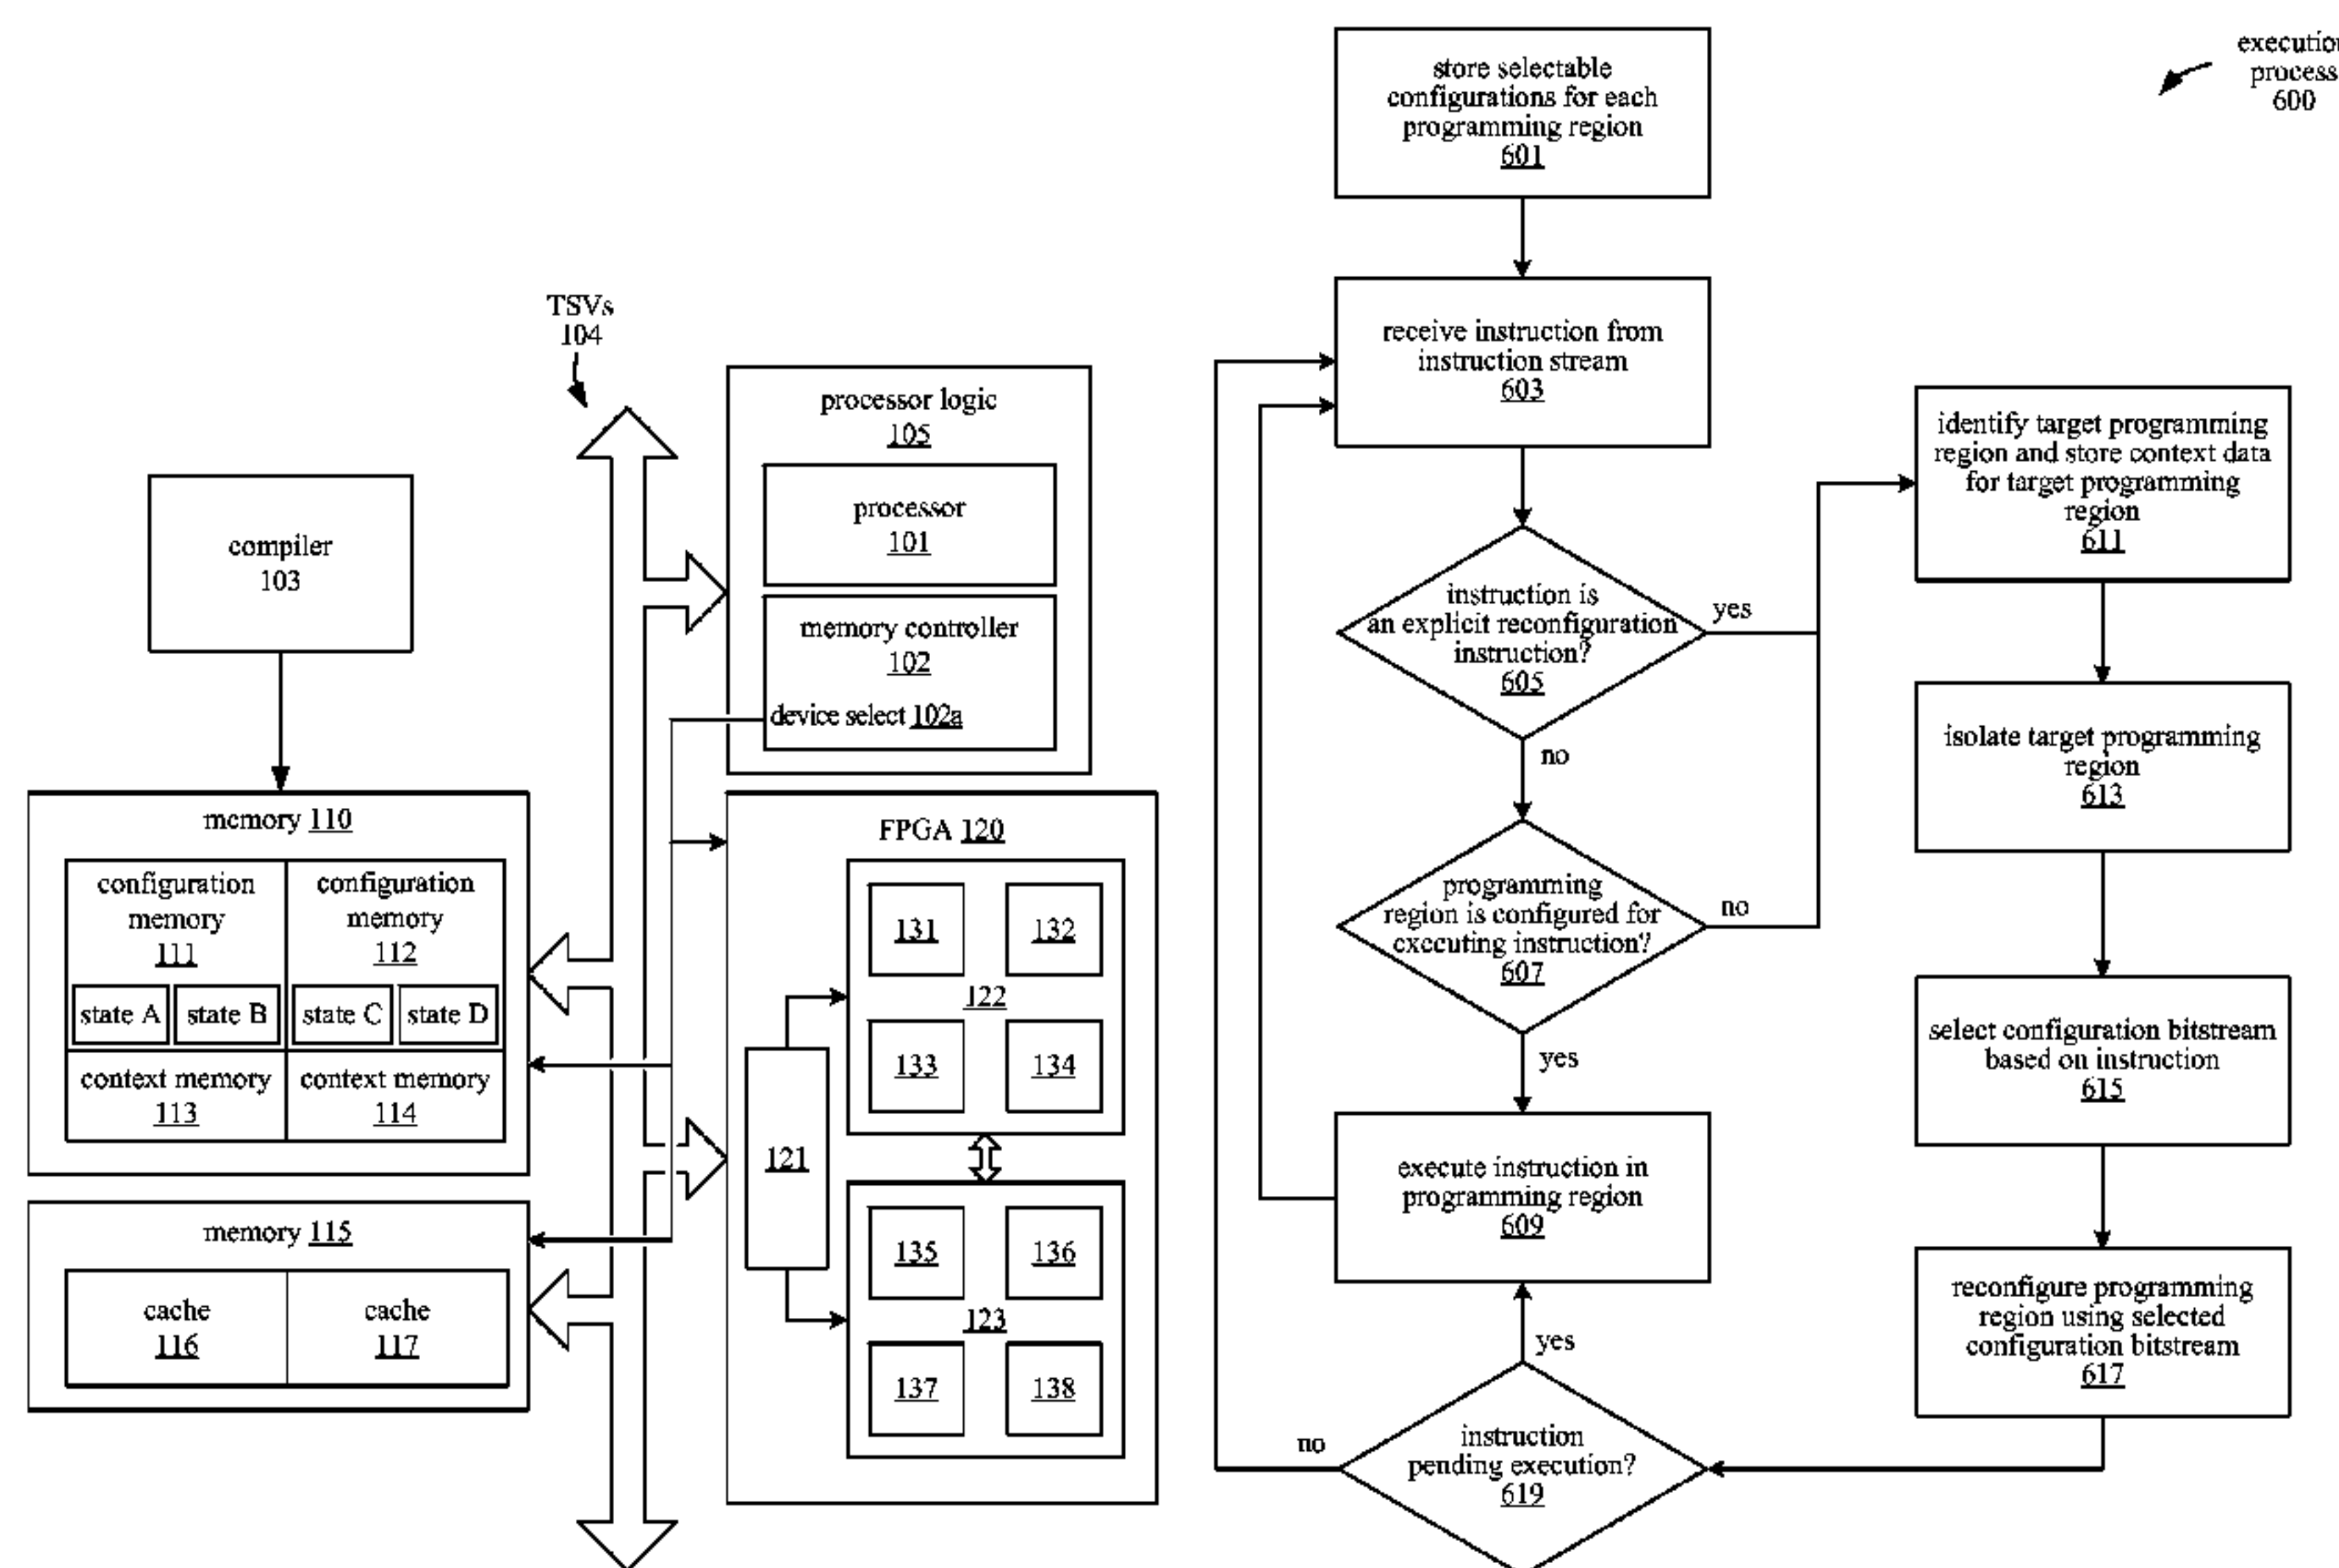 TSVs
104
compiler
103
processor logic
105
processor
101
memory controller
102
device select 102a
memory 110
configuration
memory
111
configuration
memory
112
state A
state B
state C
state D
context memory
113
context memory
114
memory 115
cache
116
cache
117
FPGA 120
121
131
132
122
133
134
135
136
123
137
138
execution
process
600
store selectable
configurations for each
programming region
601
receive instruction from
instruction stream
603
instruction is
an explicit reconfiguration
instruction?
605
yes
no
programming
region is configured for
executing instruction?
607
no
yes
execute instruction in
programming region
609
identify target programming
region and store context data
for target programming
region
611
isolate target programming
region
613
select configuration bitstream
based on instruction
615
reconfigure programming
region using selected
configuration bitstream
617
yes
no
instruction
pending execution?
619